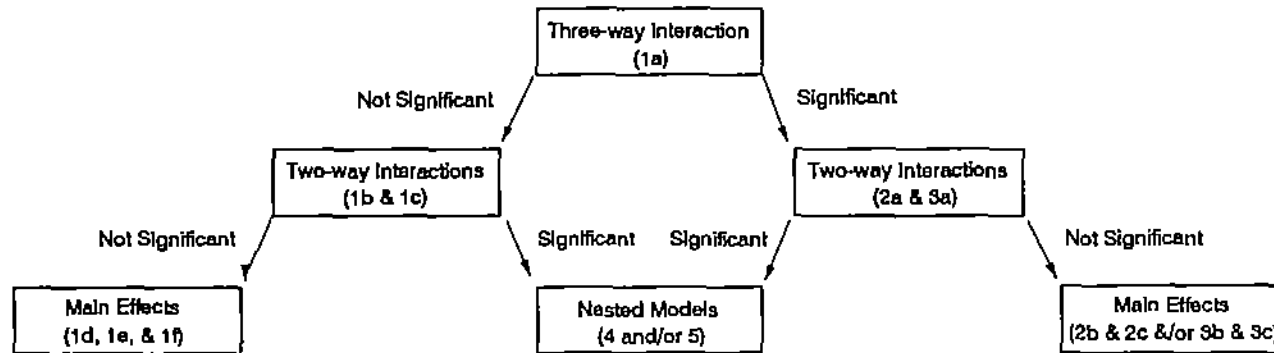 Three-way Interaction
(1a)
Not Significant
Significant
Two-way Interactions
(1b & 1c)
Two-way Interactions
(2a & 3a)
Not Significant
Significant
Significant
Not Significant
Main Effects
(1d, 1e, & 1f)
Nested Models
(4 and/or 5)
Main Effects
(2b & 2c &/or 3b & 3c)